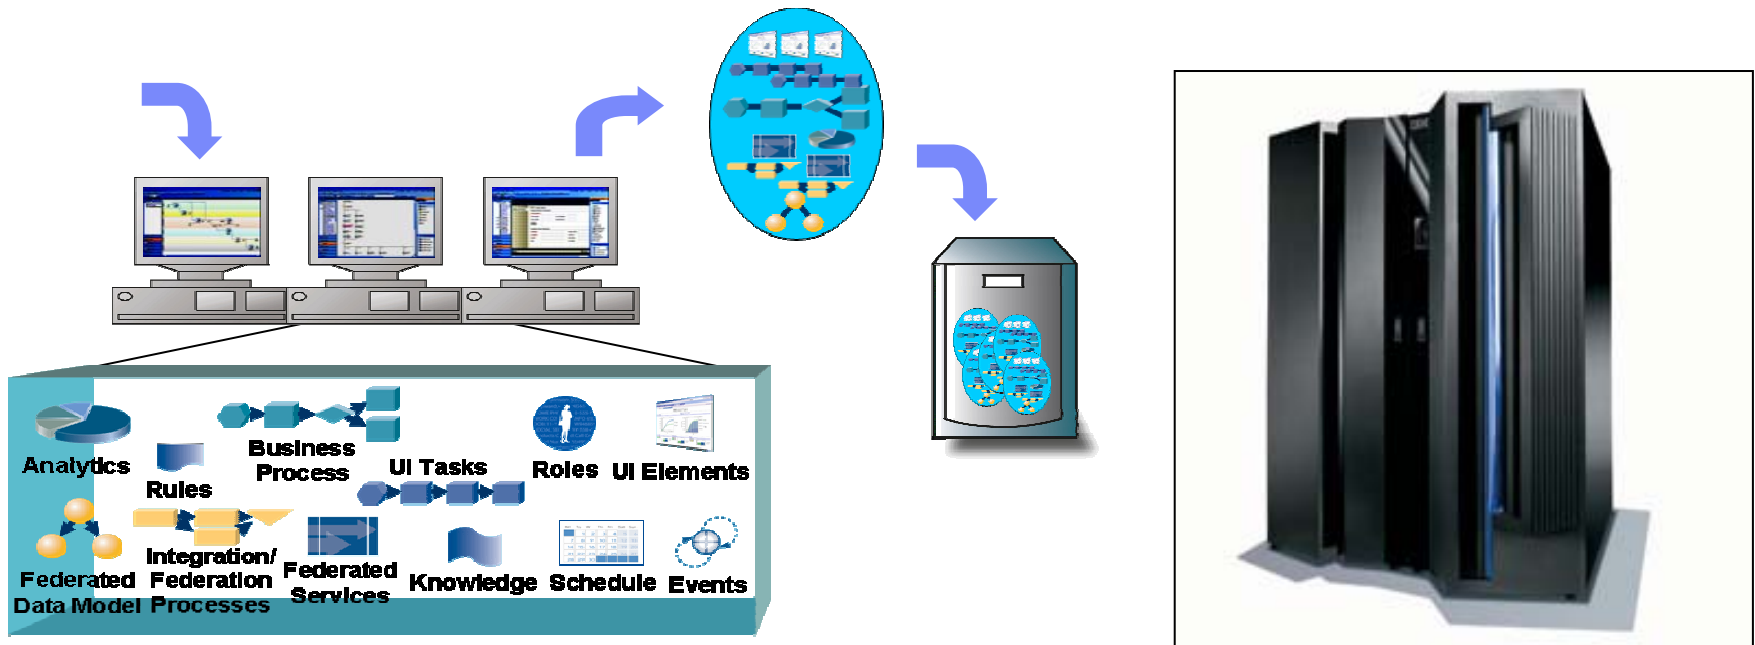 Analytics
Rules
Business
Process
UI Tasks
Roles
UI Elements
Federated
Data Model
Integration/
Federation
Processes
Federated
Services
Knowledge
Schedule
Events